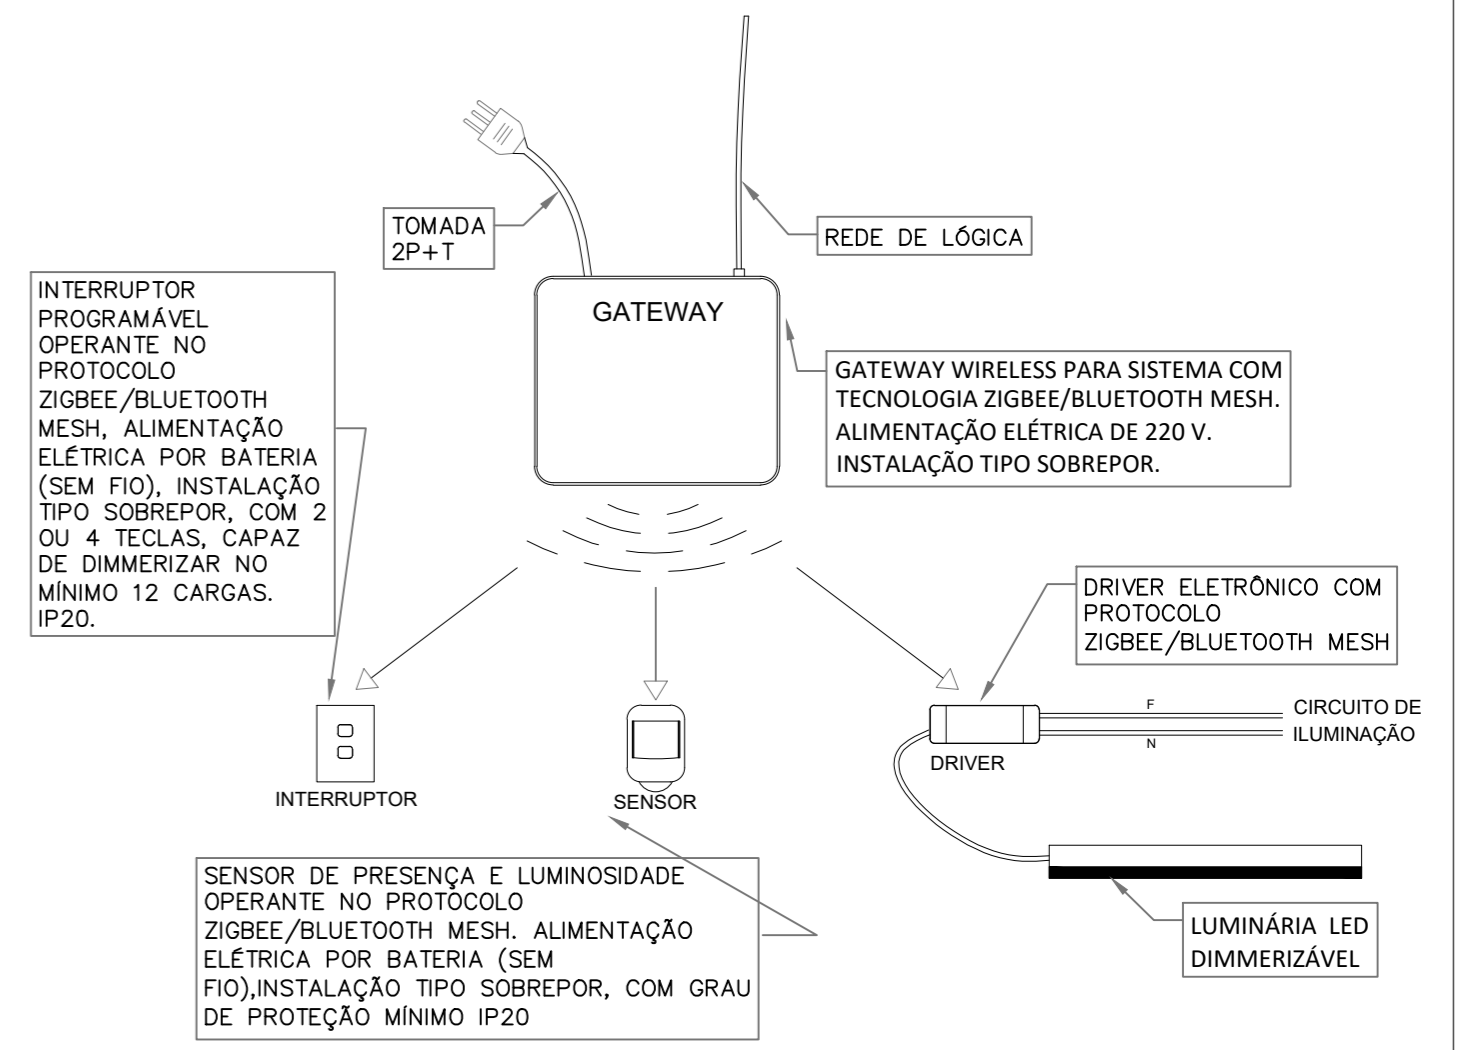 TOMADA
2P+T
REDE DE LÓGICA
INTERRUPTOR
PROGRAMÁVEL
OPERANTE NO
PROTOCOLO
ZIGBEE/BLUETOOTH
MESH, ALIMENTAÇÃO
ELÉTRICA POR BATERIA
(SEM FIO), INSTALAÇÃO
TIPO SOBREPOR, COM 2
OU 4 TECLAS, CAPAZ
DE DIMMERIZAR NO
MÍNIMO 12 CARGAS.
IP20.
GATEWAY
GATEWAY WIRELESS PARA SISTEMA COM
TECNOLOGIA ZIGBEE/BLUETOOTH MESH.
ALIMENTAÇÃO ELÉTRICA DE 220 V.
INSTALAÇÃO TIPO SOBREPOR.
DRIVER ELETRÔNICO COM
PROTOCOLO
ZIGBEE/BLUETOOTH MESH
INTERRUPTOR
SENSOR
DRIVER
F
N
CIRCUITO DE
ILUMINAÇÃO
SENSOR DE PRESENÇA E LUMINOSIDADE
OPERANTE NO PROTOCOLO
ZIGBEE/BLUETOOTH MESH. ALIMENTAÇÃO
ELÉTRICA POR BATERIA (SEM
FIO),INSTALAÇÃO TIPO SOBREPOR, COM GRAU
DE PROTEÇÃO MÍNIMO IP20
LUMINÁRIA LED
DIMMERIZÁVEL